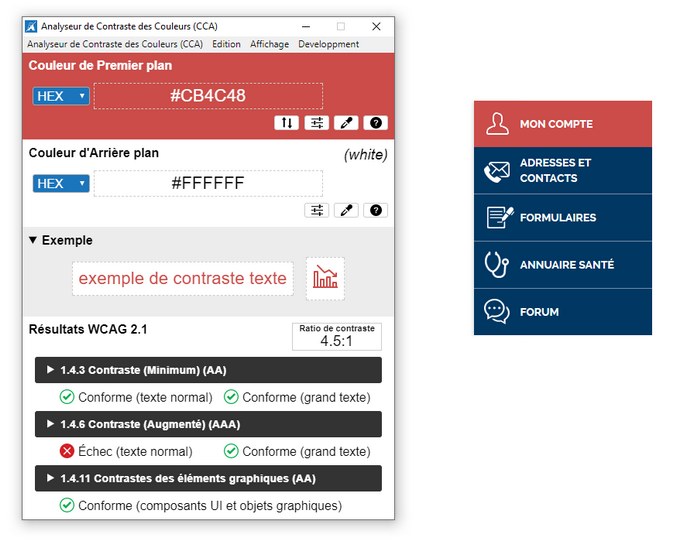 Analyseur de Contraste des Couleurs (CCA)
Analyseur de Contraste des Couleurs (CCA) Edition Affichage Developpment
Couleur de Premier plan
HEX #CB4C48
Couleur d'Arrière plan (white)
HEX #FFFFFF
Exemple
exemple de contraste texte
Résultats WCAG 2.1
Ratio de contraste
4.5:1
1.4.3 Contraste (Minimum) (AA)
Conforme (texte normal) Conforme (grand texte)
1.4.6 Contraste (Augmenté) (AAA)
Échec (texte normal) Conforme (grand texte)
1.4.11 Contrastes des éléments graphiques (AA)
Conforme (composants UI et objets graphiques)
MON COMPTE
ADRESSES ET
CONTACTS
FORMULAIRES
ANNUAIRE SANTÉ
FORUM